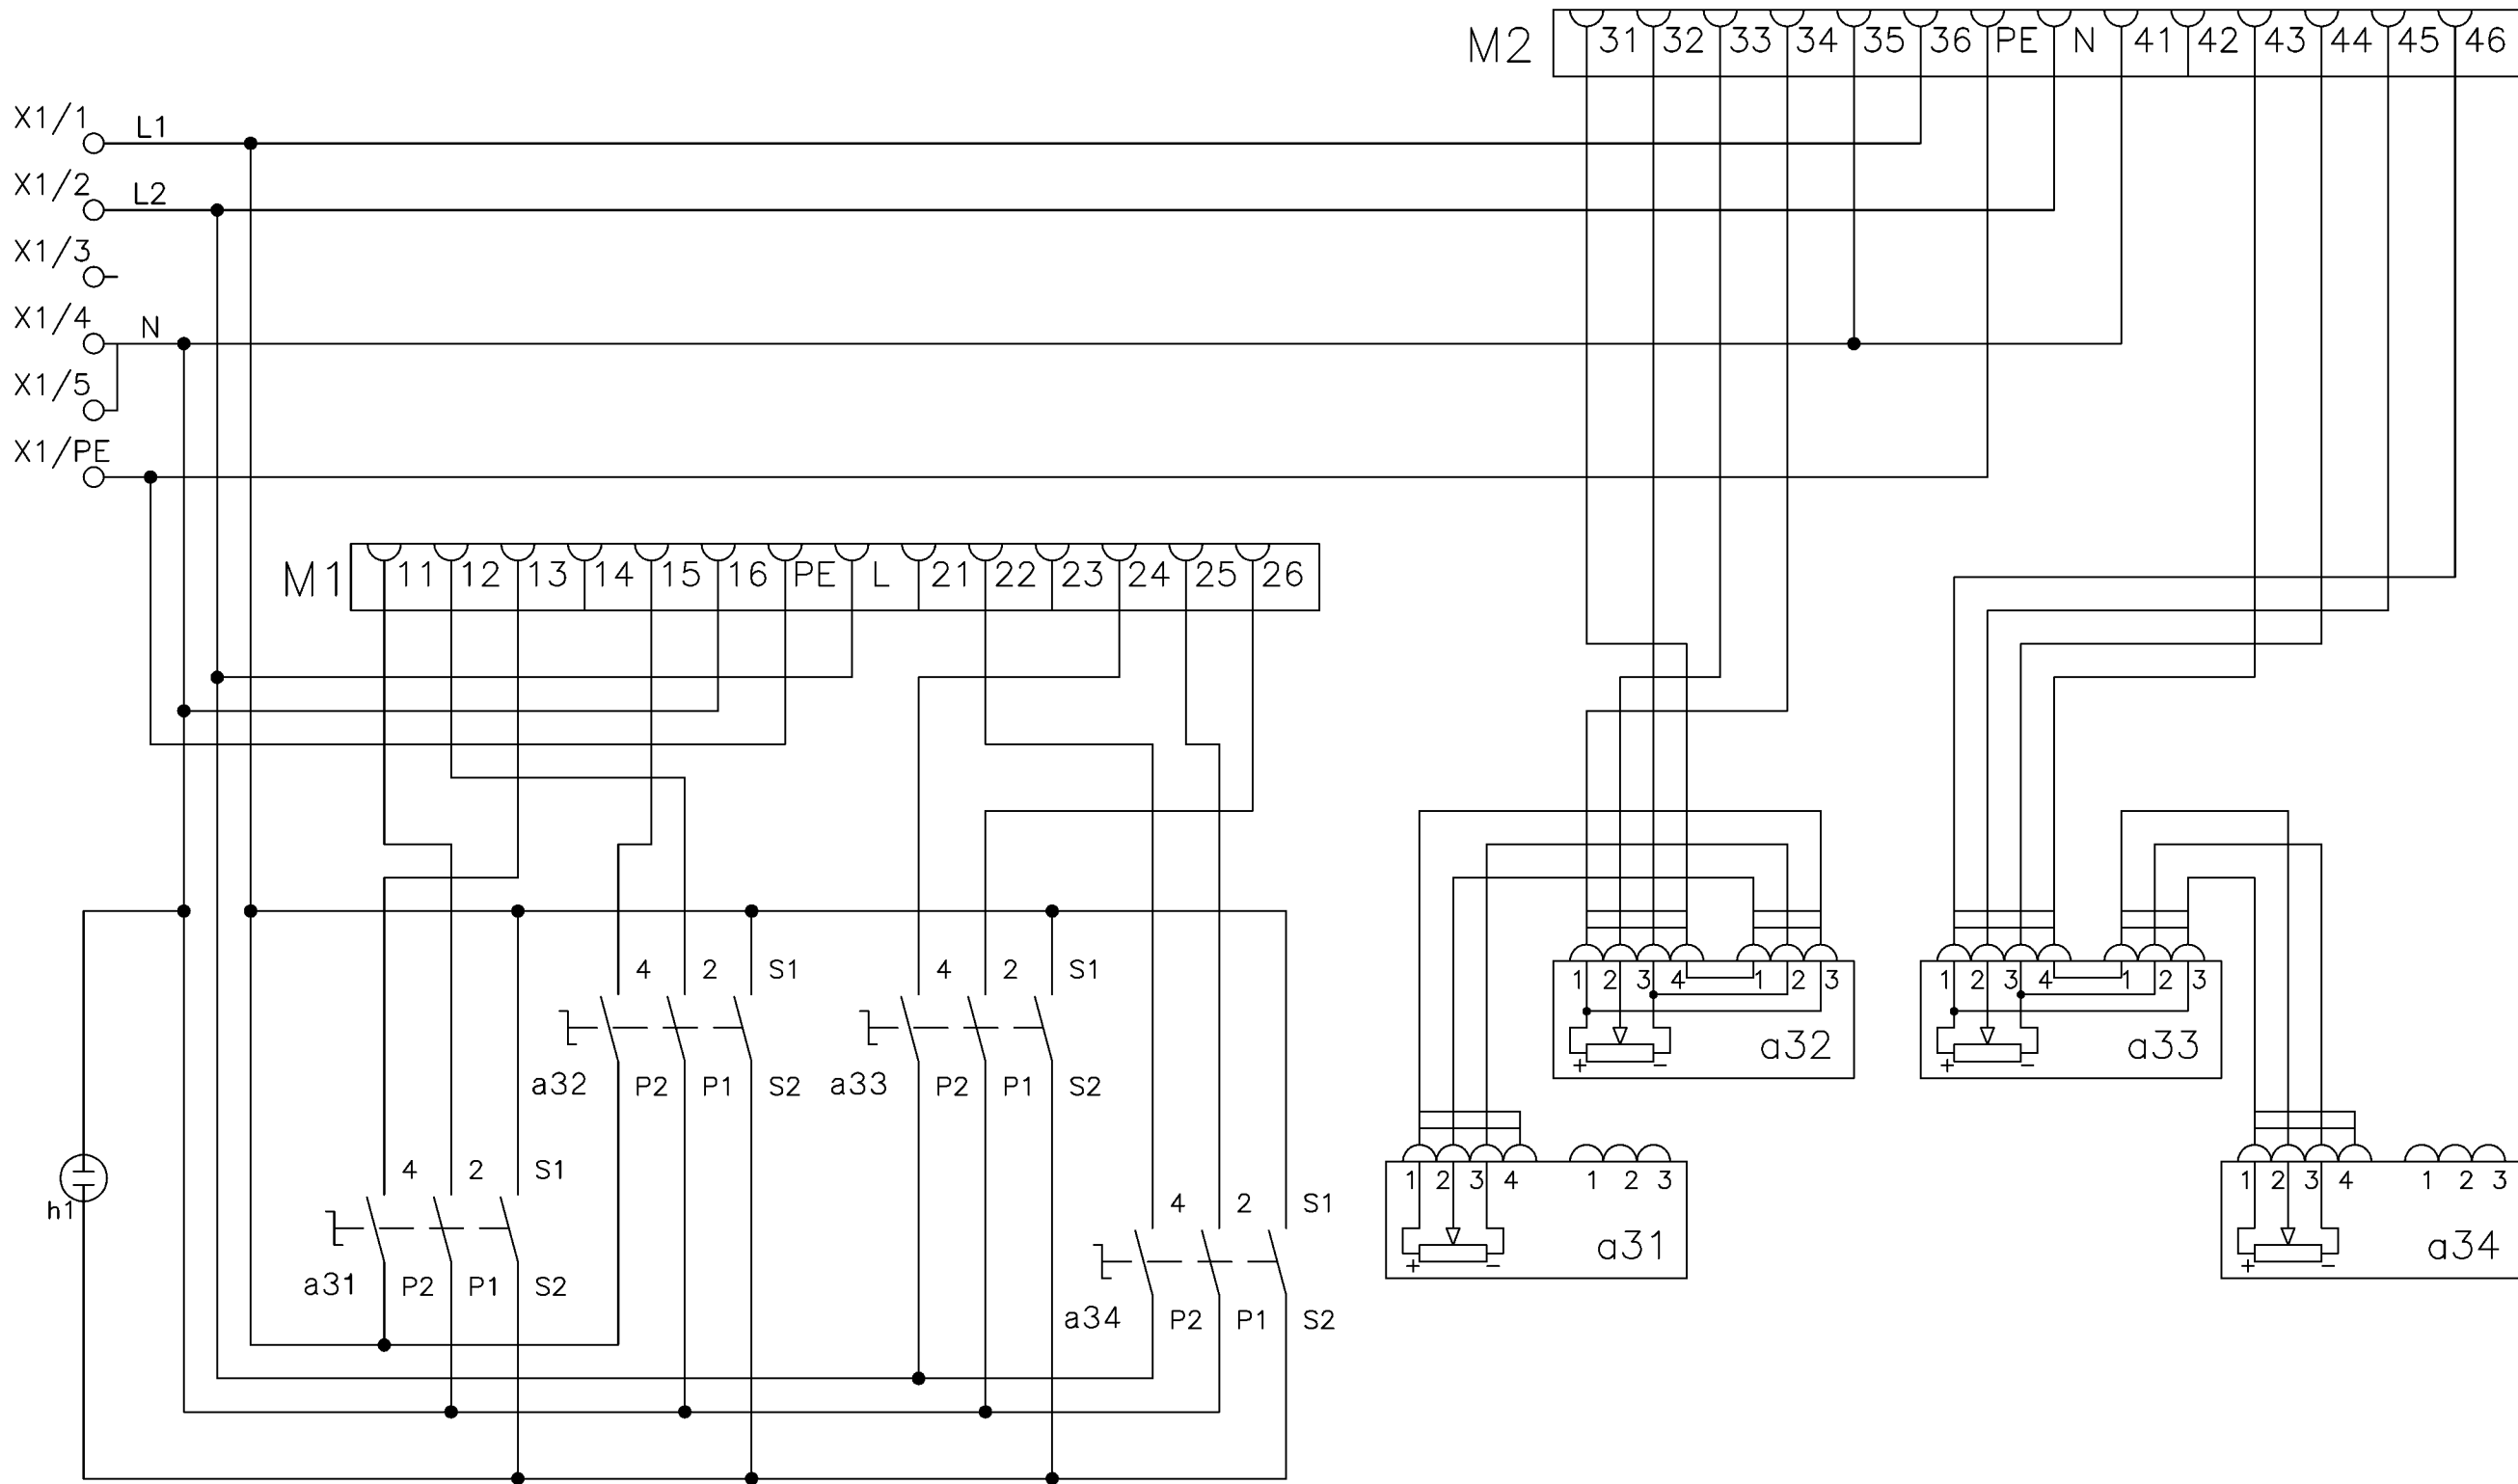 M2 31 32 33 34 35 36 PE N 41 42 43 44 45 46
X1/1 L1
X1/2 L2
X1/3
X1/4 N
X1/5
X1/PE
M1 11 12 13 14 15 16 PE L 21 22 23 24 25 26
4 2 S1 4 2 S1
1 2 3 4 1 2 3 1 2 3 4 1 2 3
a32 a33
+ − + −
a32 P2 P1 S2 a33 P2 P1 S2
4 2 S1
1 2 3 4 1 2 3 1 2 3 4 1 2 3
h1
4 2 S1
a31 a34
+ − + −
a31 P2 P1 S2
a34 P2 P1 S2